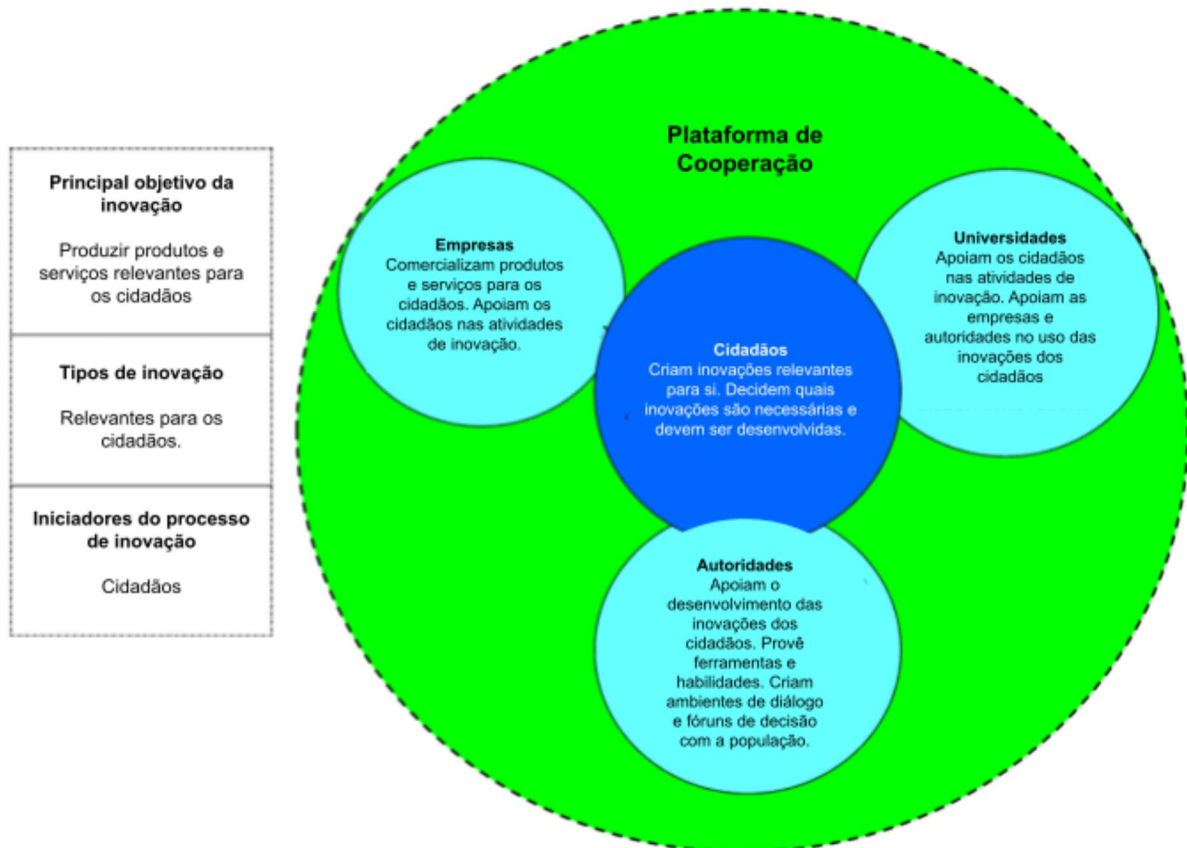 Principal objetivo da
inovação
Produzir produtos e
serviços relevantes para
os cidadãos
Tipos de inovação
Relevantes para os
cidadãos.
Iniciadores do processo
de inovação
Cidadãos
Plataforma de
Cooperação
Empresas
Comercializam produtos
e serviços para os
cidadãos. Apoiam os
cidadãos nas atividades
de inovação.
Universidades
Apoiam os cidadãos
nas atividades de
inovação. Apoiam as
empresas e
autoridades no uso das
inovações dos
cidadãos
Cidadãos
Criam inovações relevantes
para si. Decidem quais
inovações são necessárias e
devem ser desenvolvidas.
Autoridades
Apoiam o
desenvolvimento das
inovações dos
cidadãos. Provê
ferramentas e
habilidades. Criam
ambientes de diálogo
e fóruns de decisão
com a população.